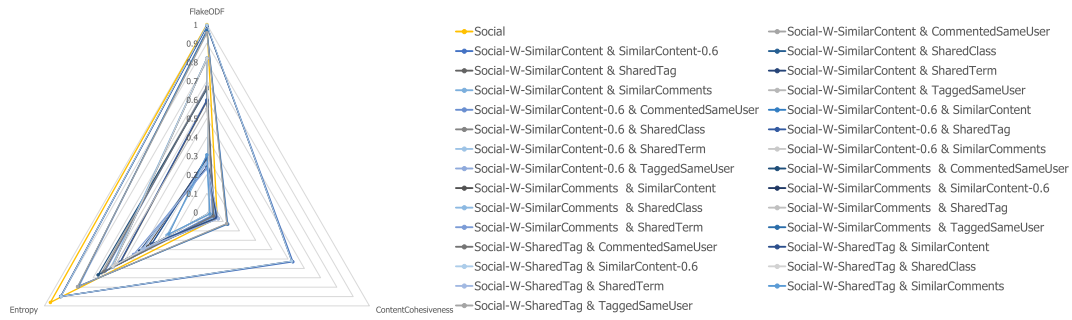 FlakeODF
1
0.9
0.8
0.7
0.6
0.5
0.4
0.3
0.2
0.1
0
Entropy
ContentCohesiveness
Social
Social-W-SimilarContent & CommentedSameUser
Social-W-SimilarContent & SimilarContent-0.6
Social-W-SimilarContent & SharedClass
Social-W-SimilarContent & SharedTag
Social-W-SimilarContent & SharedTerm
Social-W-SimilarContent & SimilarComments
Social-W-SimilarContent & TaggedSameUser
Social-W-SimilarContent-0.6 & CommentedSameUser
Social-W-SimilarContent-0.6 & SimilarContent
Social-W-SimilarContent-0.6 & SharedClass
Social-W-SimilarContent-0.6 & SharedTag
Social-W-SimilarContent-0.6 & SharedTerm
Social-W-SimilarContent-0.6 & SimilarComments
Social-W-SimilarContent-0.6 & TaggedSameUser
Social-W-SimilarComments & CommentedSameUser
Social-W-SimilarComments & SimilarContent
Social-W-SimilarComments & SimilarContent-0.6
Social-W-SimilarComments & SharedClass
Social-W-SimilarComments & SharedTag
Social-W-SimilarComments & SharedTerm
Social-W-SimilarComments & TaggedSameUser
Social-W-SharedTag & CommentedSameUser
Social-W-SharedTag & SimilarContent
Social-W-SharedTag & SimilarContent-0.6
Social-W-SharedTag & SharedClass
Social-W-SharedTag & SharedTerm
Social-W-SharedTag & SimilarComments
Social-W-SharedTag & TaggedSameUser